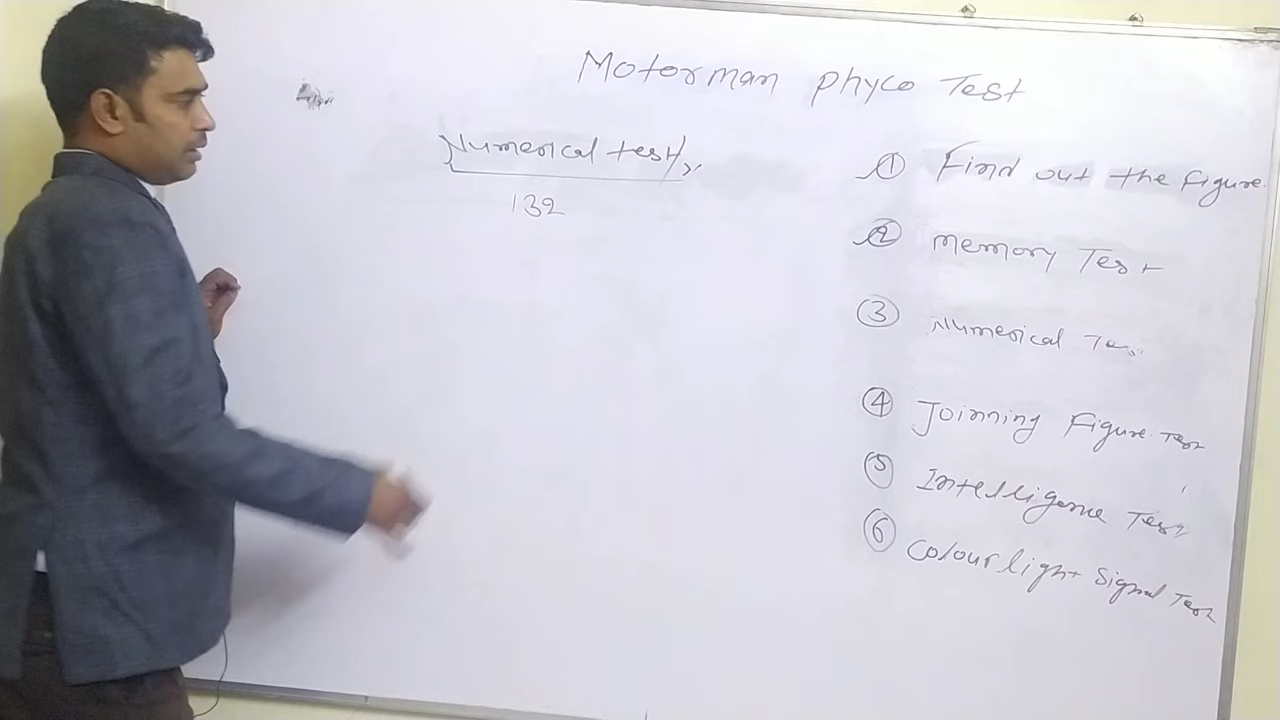 Motorman phyco Test
Numerical test
132
① Find out the figure.
② Memory Test
③ Numerical Tes
④ Joinning Figure Test
⑤ Intelligence Test
⑥ Colour light Signal Test